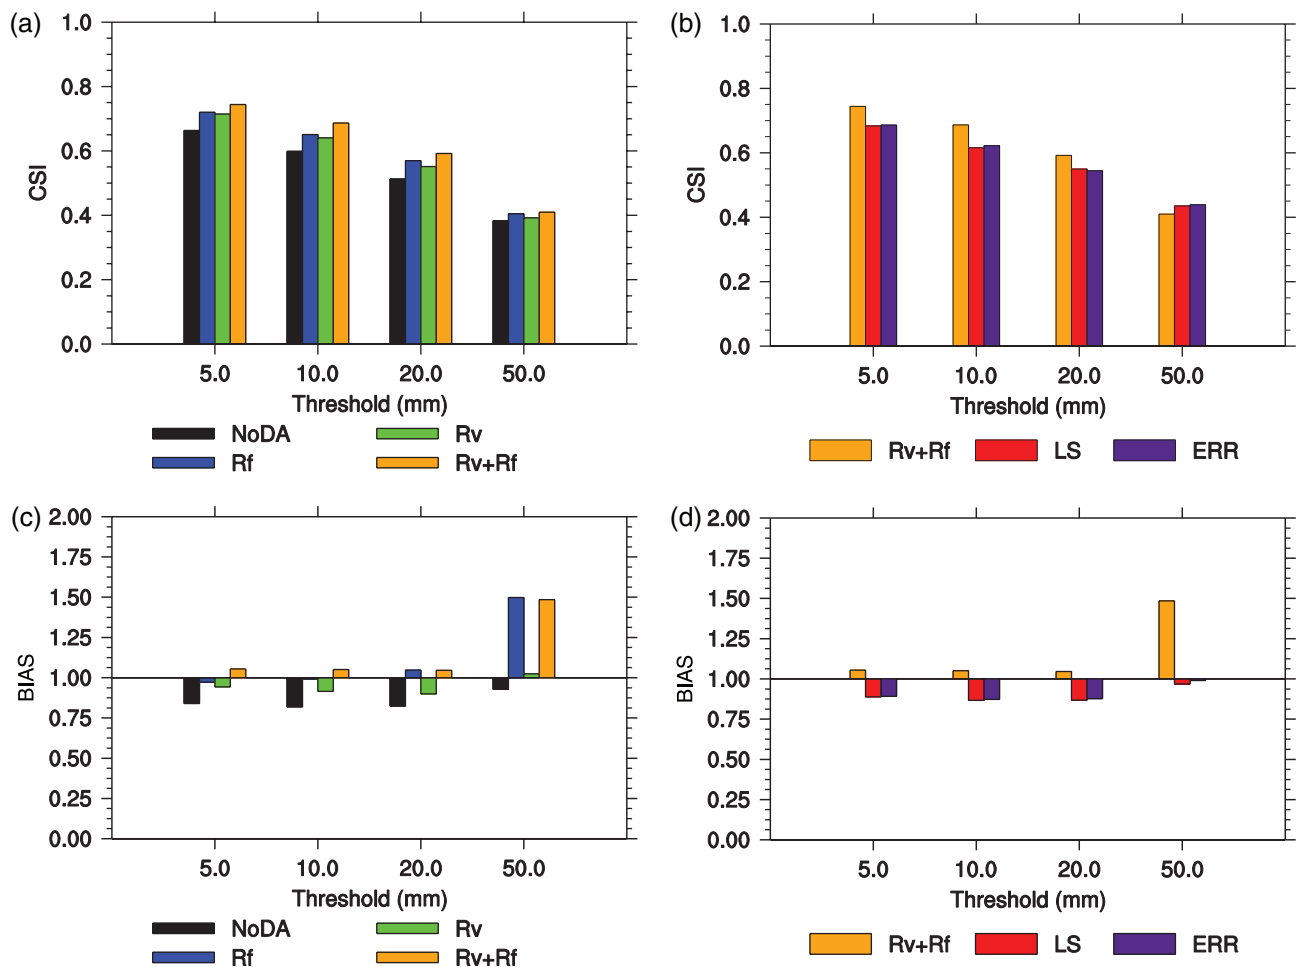 (a)
1.0
0.8
0.6
0.4
0.2
0.0
CSI
5.0 10.0 20.0 50.0
Threshold (mm)
NoDA Rv
Rf Rv+Rf
(b)
1.0
0.8
0.6
0.4
0.2
0.0
CSI
5.0 10.0 20.0 50.0
Threshold (mm)
Rv+Rf LS ERR
(c)
2.00
1.75
1.50
1.25
1.00
0.75
0.50
0.25
0.00
BIAS
5.0 10.0 20.0 50.0
Threshold (mm)
NoDA Rv
Rf Rv+Rf
(d)
2.00
1.75
1.50
1.25
1.00
0.75
0.50
0.25
0.00
BIAS
5.0 10.0 20.0 50.0
Threshold (mm)
Rv+Rf LS ERR